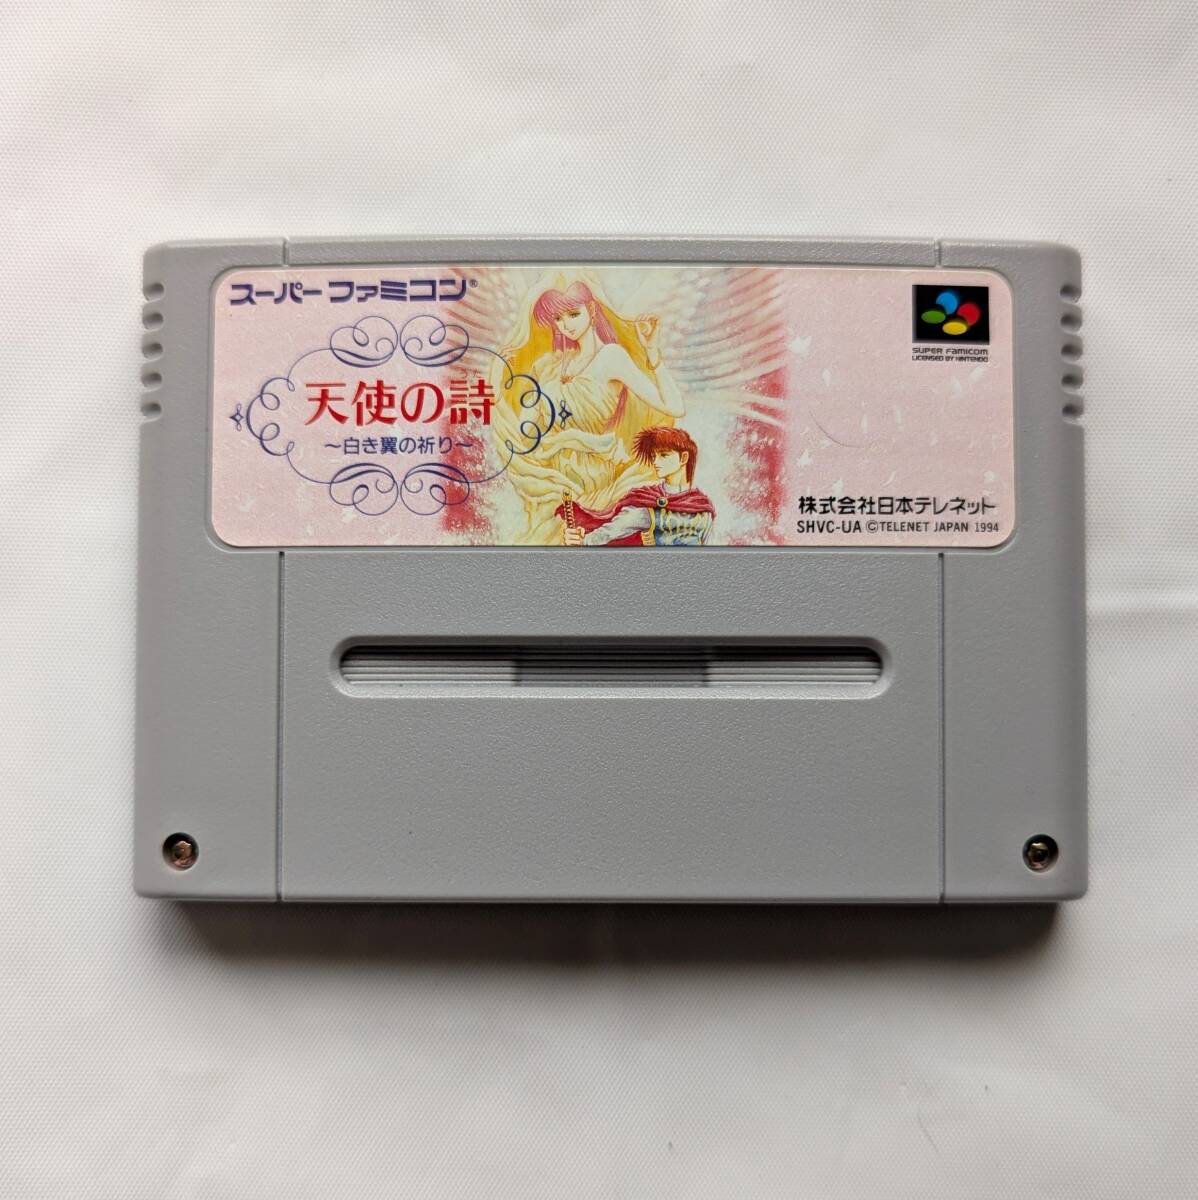 スーパーファミコン®
SUPER FAMICOM
LICENSED BY NINTENDO
うた
天使の詩
~白き翼の祈り~
株式会社日本テレネット
SHVC-UA ©TELENET JAPAN 1994